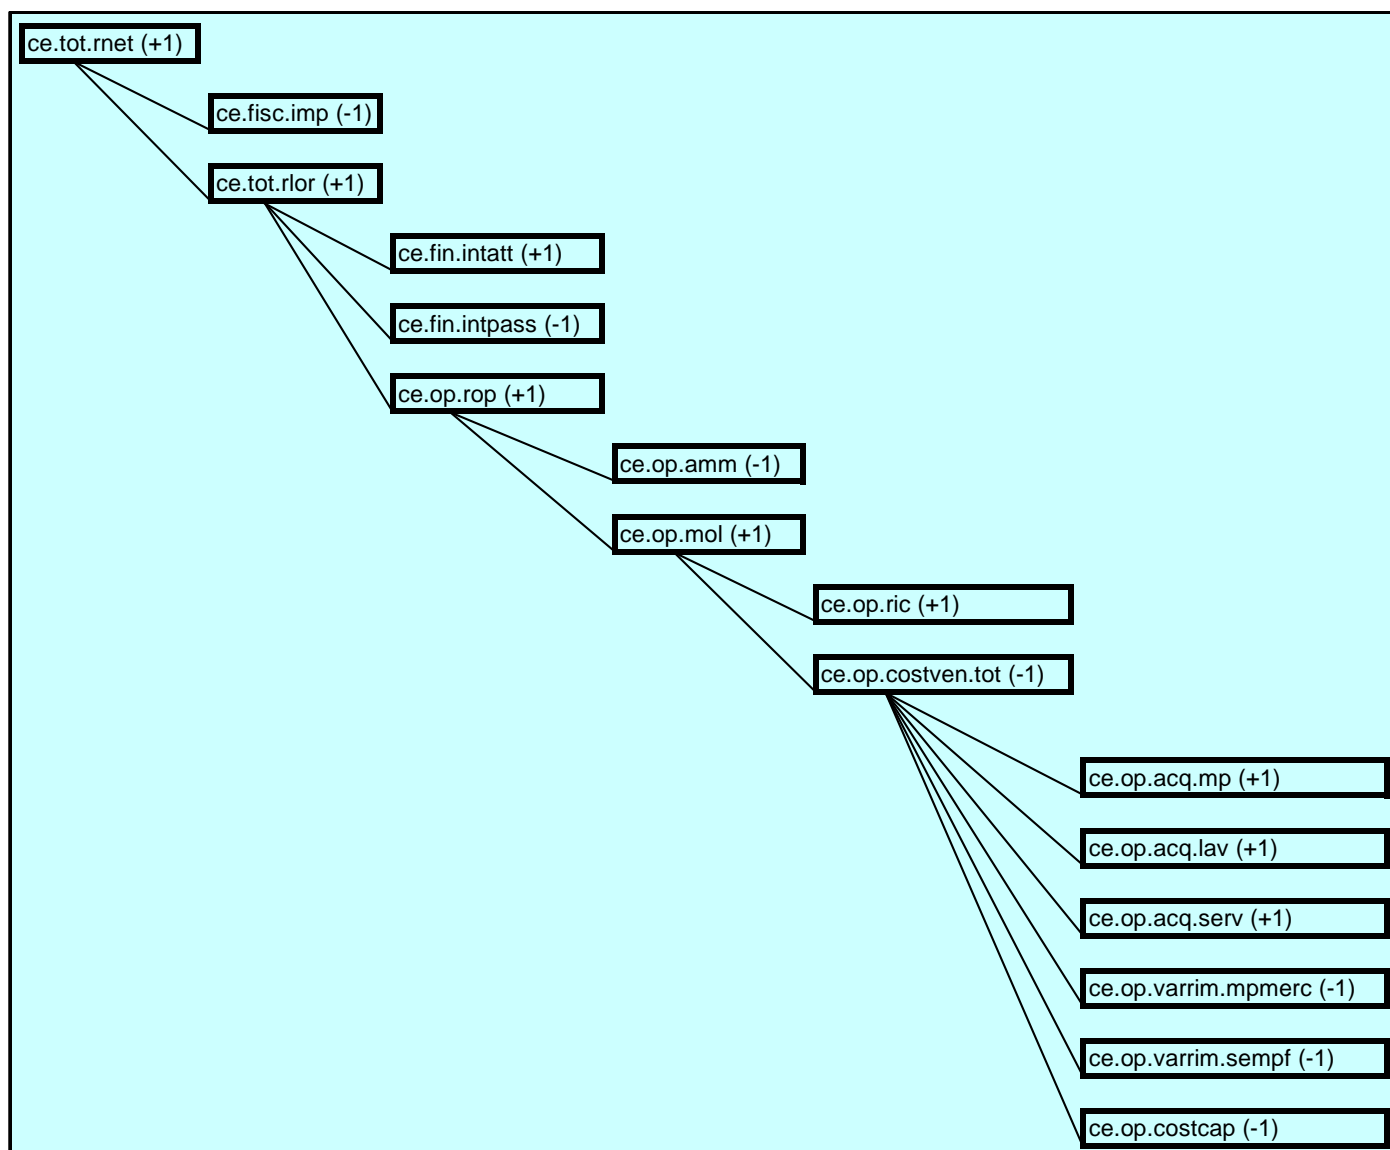 ce.tot.rnet (+1)
ce.fisc.imp (-1)
ce.tot.rlor (+1)
ce.fin.intatt (+1)
ce.fin.intpass (-1)
ce.op.rop (+1)
ce.op.amm (-1)
ce.op.mol (+1)
ce.op.ric (+1)
ce.op.costven.tot (-1)
ce.op.acq.mp (+1)
ce.op.acq.lav (+1)
ce.op.acq.serv (+1)
ce.op.varrim.mpmerc (-1)
ce.op.varrim.sempf (-1)
ce.op.costcap (-1)